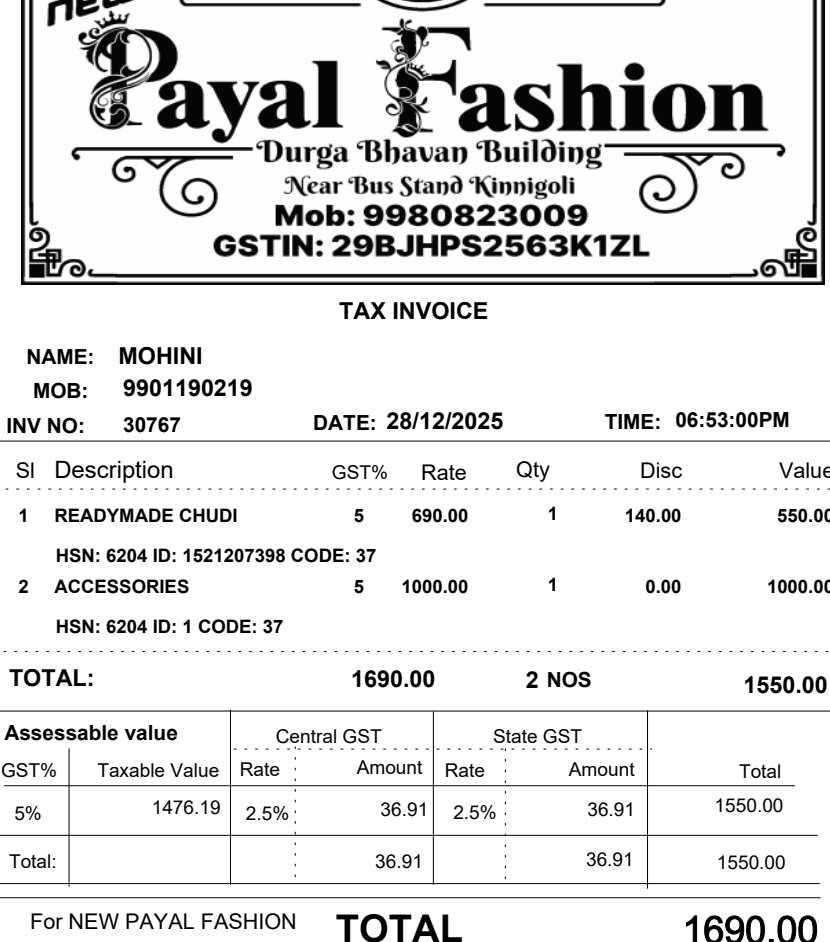 new
Payal Fashion
Durga Bhavan Building
Near Bus Stand Kinnigoli
Mob: 9980823009
GSTIN: 29BJHPS2563K1ZL
TAX INVOICE
NAME: MOHINI
MOB: 9901190219
INV NO: 30767 DATE: 28/12/2025 TIME: 06:53:00PM
Sl Description GST% Rate Qty Disc Value
1 READYMADE CHUDI 5 690.00 1 140.00 550.00
HSN: 6204 ID: 1521207398 CODE: 37
2 ACCESSORIES 5 1000.00 1 0.00 1000.00
HSN: 6204 ID: 1 CODE: 37
TOTAL: 1690.00 2 NOS 1550.00
Assessable value Central GST State GST
GST% Taxable Value Rate Amount Rate Amount Total
5% 1476.19 2.5% 36.91 2.5% 36.91 1550.00
Total: 36.91 36.91 1550.00
For NEW PAYAL FASHION TOTAL 1690.00